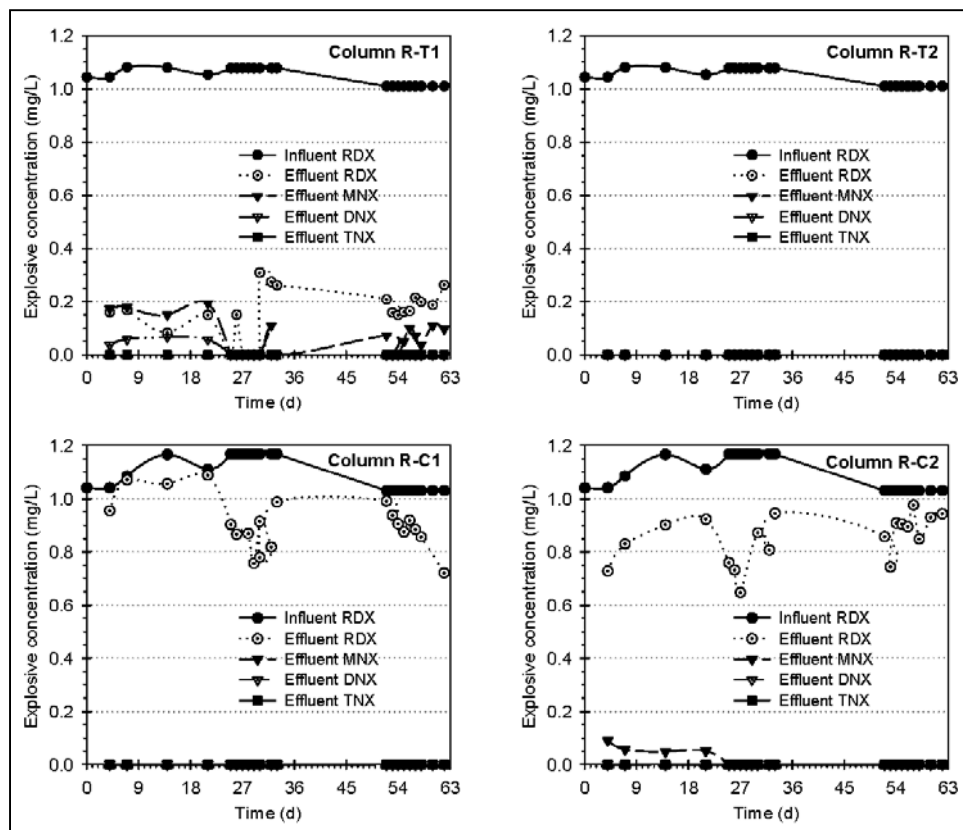 Column R-T1
Explosive concentration (mg/L)
1.2
1.0
0.8
0.6
0.4
0.2
0.0
Influent RDX
Effluent RDX
Effluent MNX
Effluent DNX
Effluent TNX
0 9 18 27 36 45 54 63
Time (d)
Column R-T2
Explosive concentration (mg/L)
1.2
1.0
0.8
0.6
0.4
0.2
0.0
Influent RDX
Effluent RDX
Effluent MNX
Effluent DNX
Effluent TNX
0 9 18 27 36 45 54 63
Time (d)
Column R-C1
Explosive concentration (mg/L)
1.2
1.0
0.8
0.6
0.4
0.2
0.0
Influent RDX
Effluent RDX
Effluent MNX
Effluent DNX
Effluent TNX
0 9 18 27 36 45 54 63
Time (d)
Column R-C2
Explosive concentration (mg/L)
1.2
1.0
0.8
0.6
0.4
0.2
0.0
Influent RDX
Effluent RDX
Effluent MNX
Effluent DNX
Effluent TNX
0 9 18 27 36 45 54 63
Time (d)